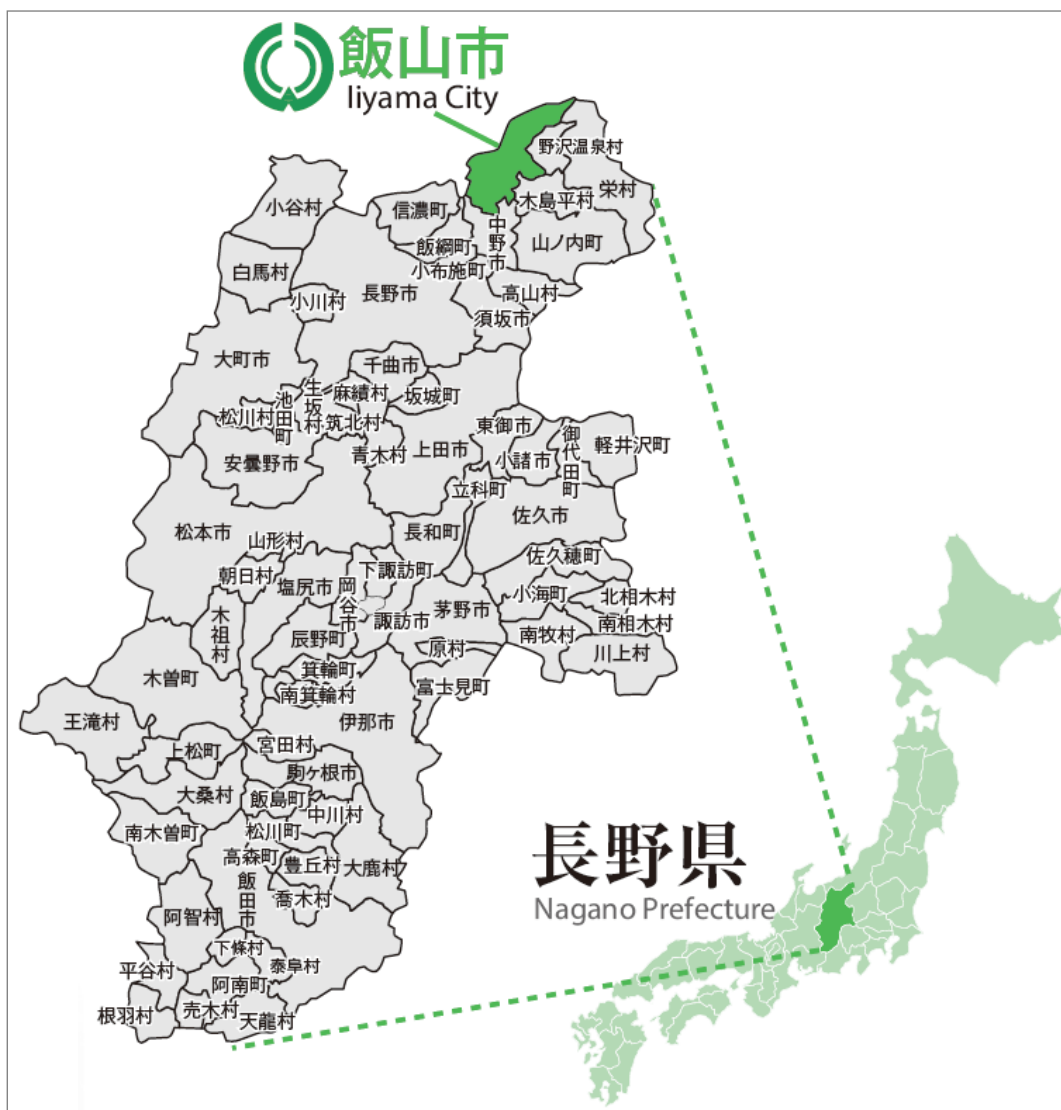 飯山市
Iiyama City
野沢温泉村
栄村
木島平村
小谷村
信濃町
中野市
山ノ内町
飯綱町
白馬村
小布施町
長野市
高山村
小川村
須坂市
大町市
千曲市
生坂村
麻績村
坂城町
池田町
松川村
筑北村
東御市
御代田町
軽井沢町
青木村
上田市
小諸市
安曇野市
立科町
佐久市
松本市
長和町
山形村
佐久穂町
朝日村
塩尻市
岡谷市
下諏訪町
小海町
北相木村
木祖村
諏訪市
茅野市
南相木村
辰野町
南牧村
原村
川上村
箕輪町
木曽町
富士見町
南箕輪村
王滝村
伊那市
上松町
宮田村
駒ヶ根市
大桑村
飯島町
中川村
南木曽町
松川町
高森町
豊丘村
大鹿村
飯田市
喬木村
阿智村
下條村
泰阜村
平谷村
阿南町
売木村
根羽村
天龍村
長野県
Nagano Prefecture